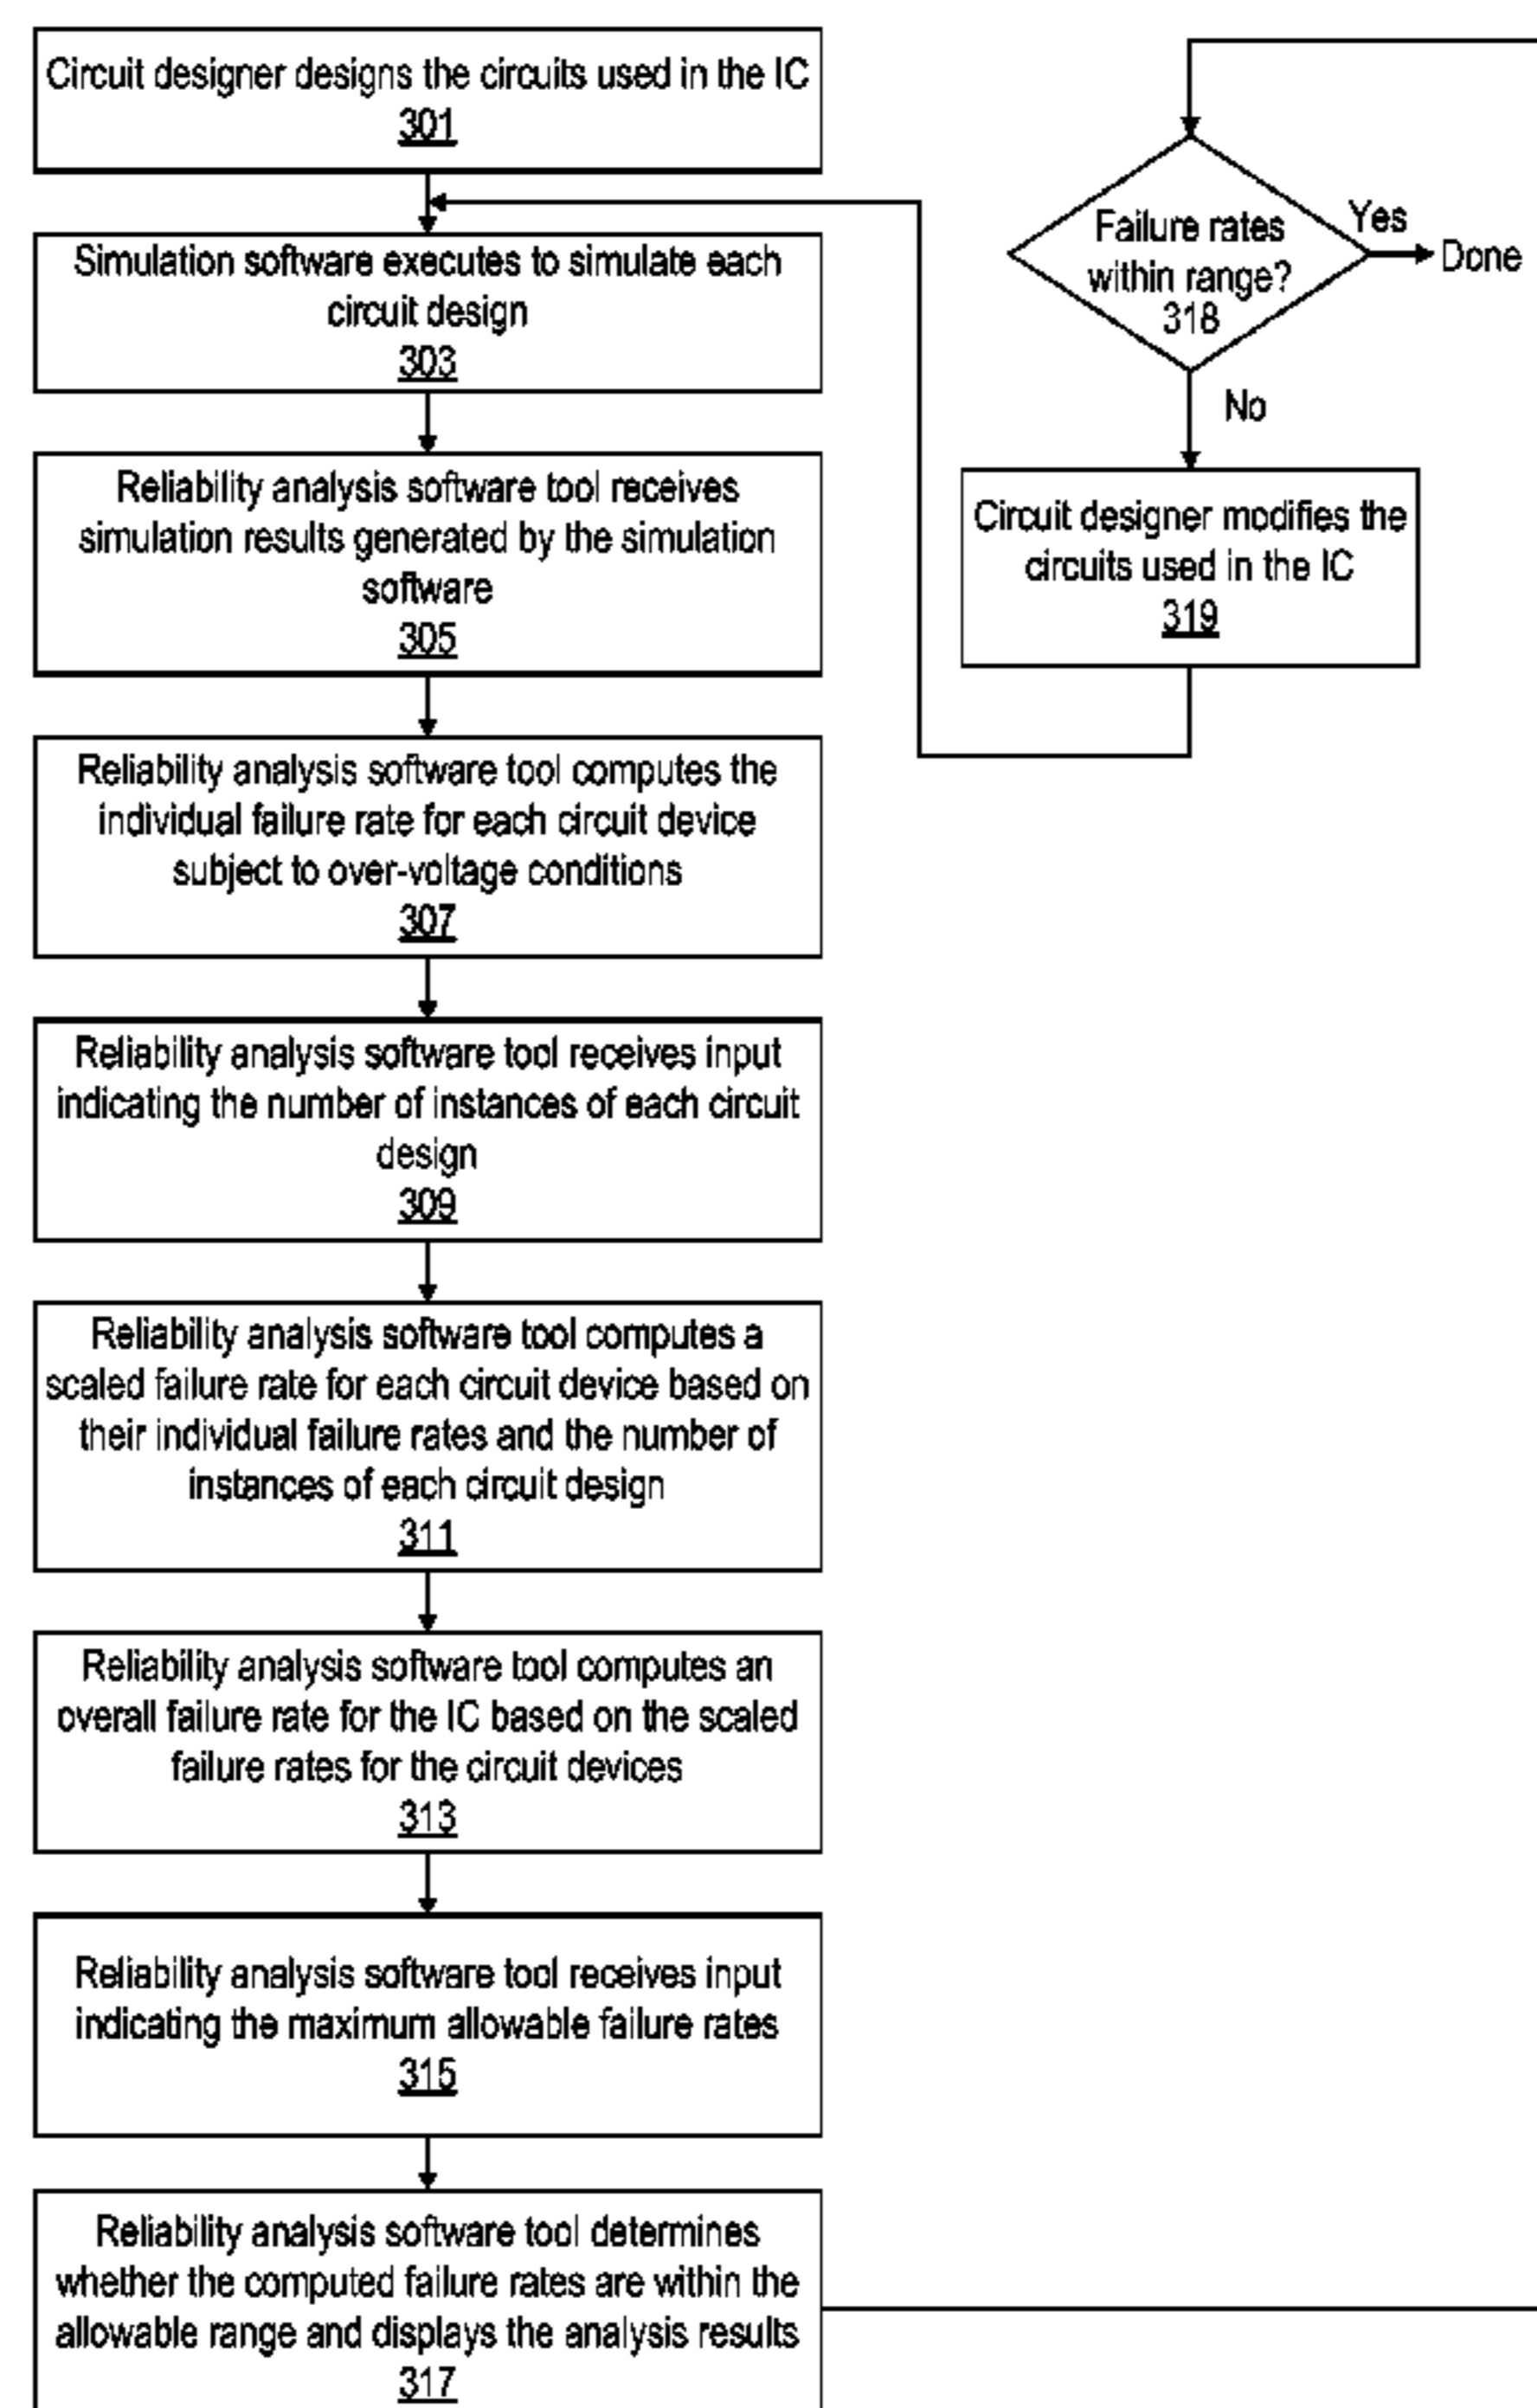 Circuit designer designs the circuits used in the IC
301
Simulation software executes to simulate each
circuit design
303
Reliability analysis software tool receives
simulation results generated by the simulation
software
305
Reliability analysis software tool computes the
individual failure rate for each circuit device
subject to over-voltage conditions
307
Reliability analysis software tool receives input
indicating the number of instances of each circuit
design
309
Reliability analysis software tool computes a
scaled failure rate for each circuit device based on
their individual failure rates and the number of
instances of each circuit design
311
Reliability analysis software tool computes an
overall failure rate for the IC based on the scaled
failure rates for the circuit devices
313
Reliability analysis software tool receives input
indicating the maximum allowable failure rates
315
Reliability analysis software tool determines
whether the computed failure rates are within the
allowable range and displays the analysis results
317
Failure rates
within range?
318
Yes
Done
No
Circuit designer modifies the
circuits used in the IC
319